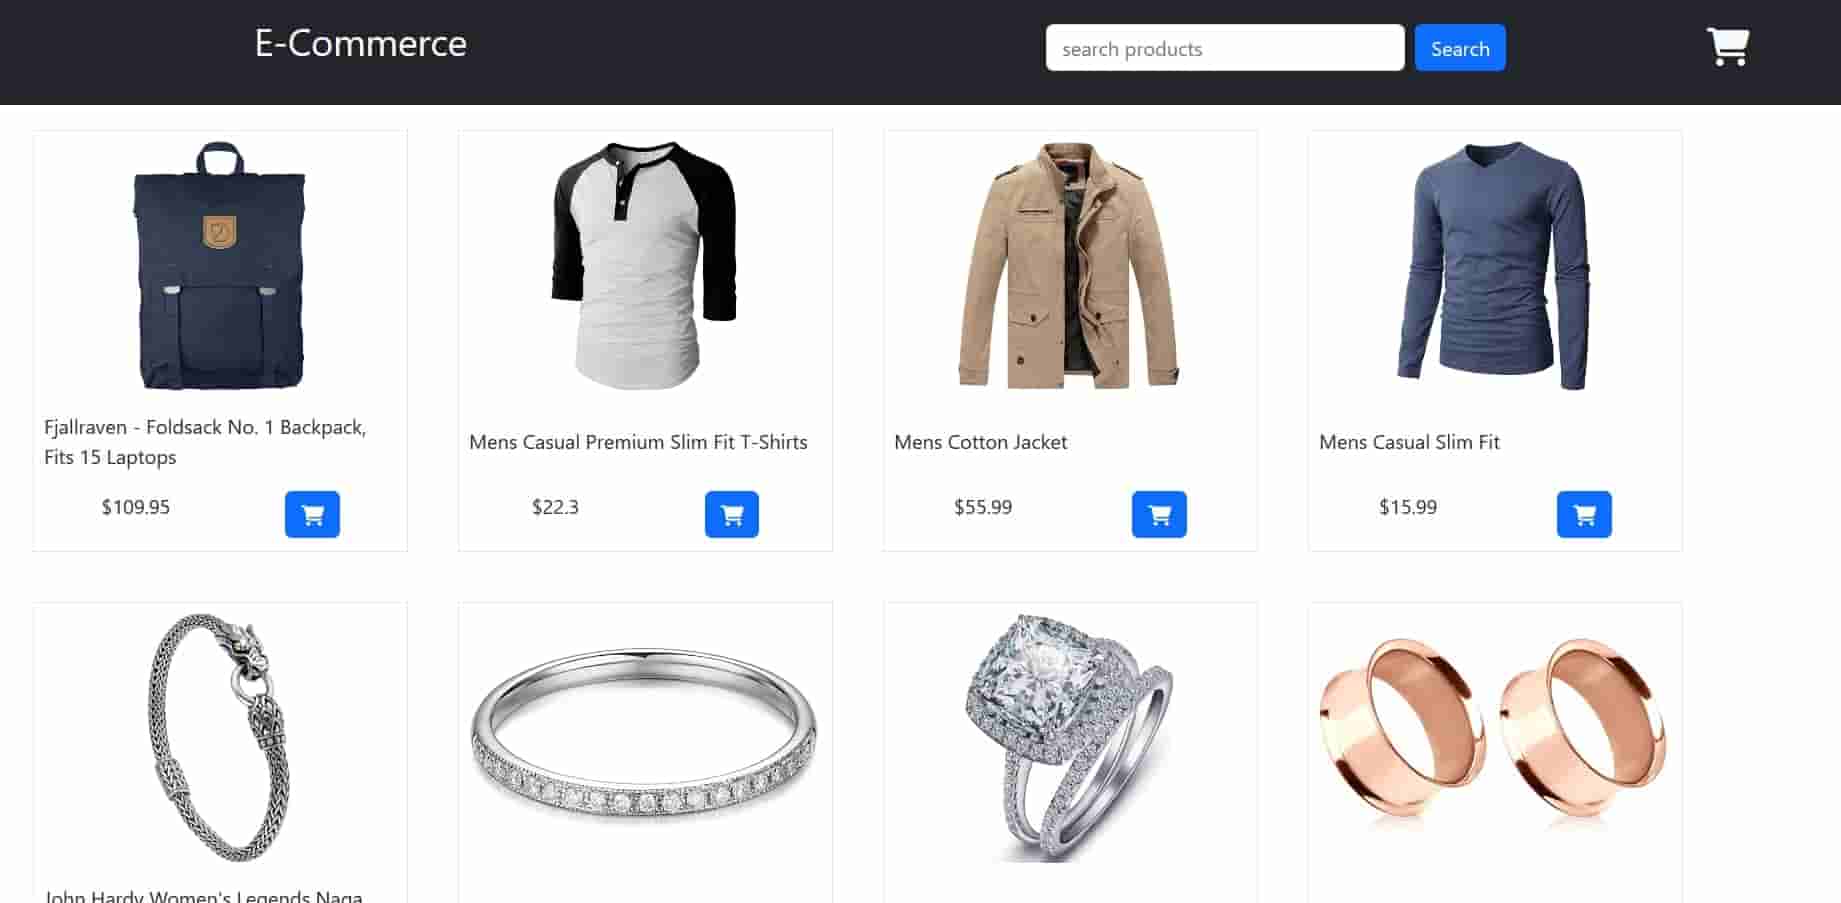 E-Commerce
search products
Search
Fjallraven - Foldsack No. 1 Backpack,
Fits 15 Laptops
$109.95
Mens Casual Premium Slim Fit T-Shirts
$22.3
Mens Cotton Jacket
$55.99
Mens Casual Slim Fit
$15.99
John Hardy Women's Legends Naga